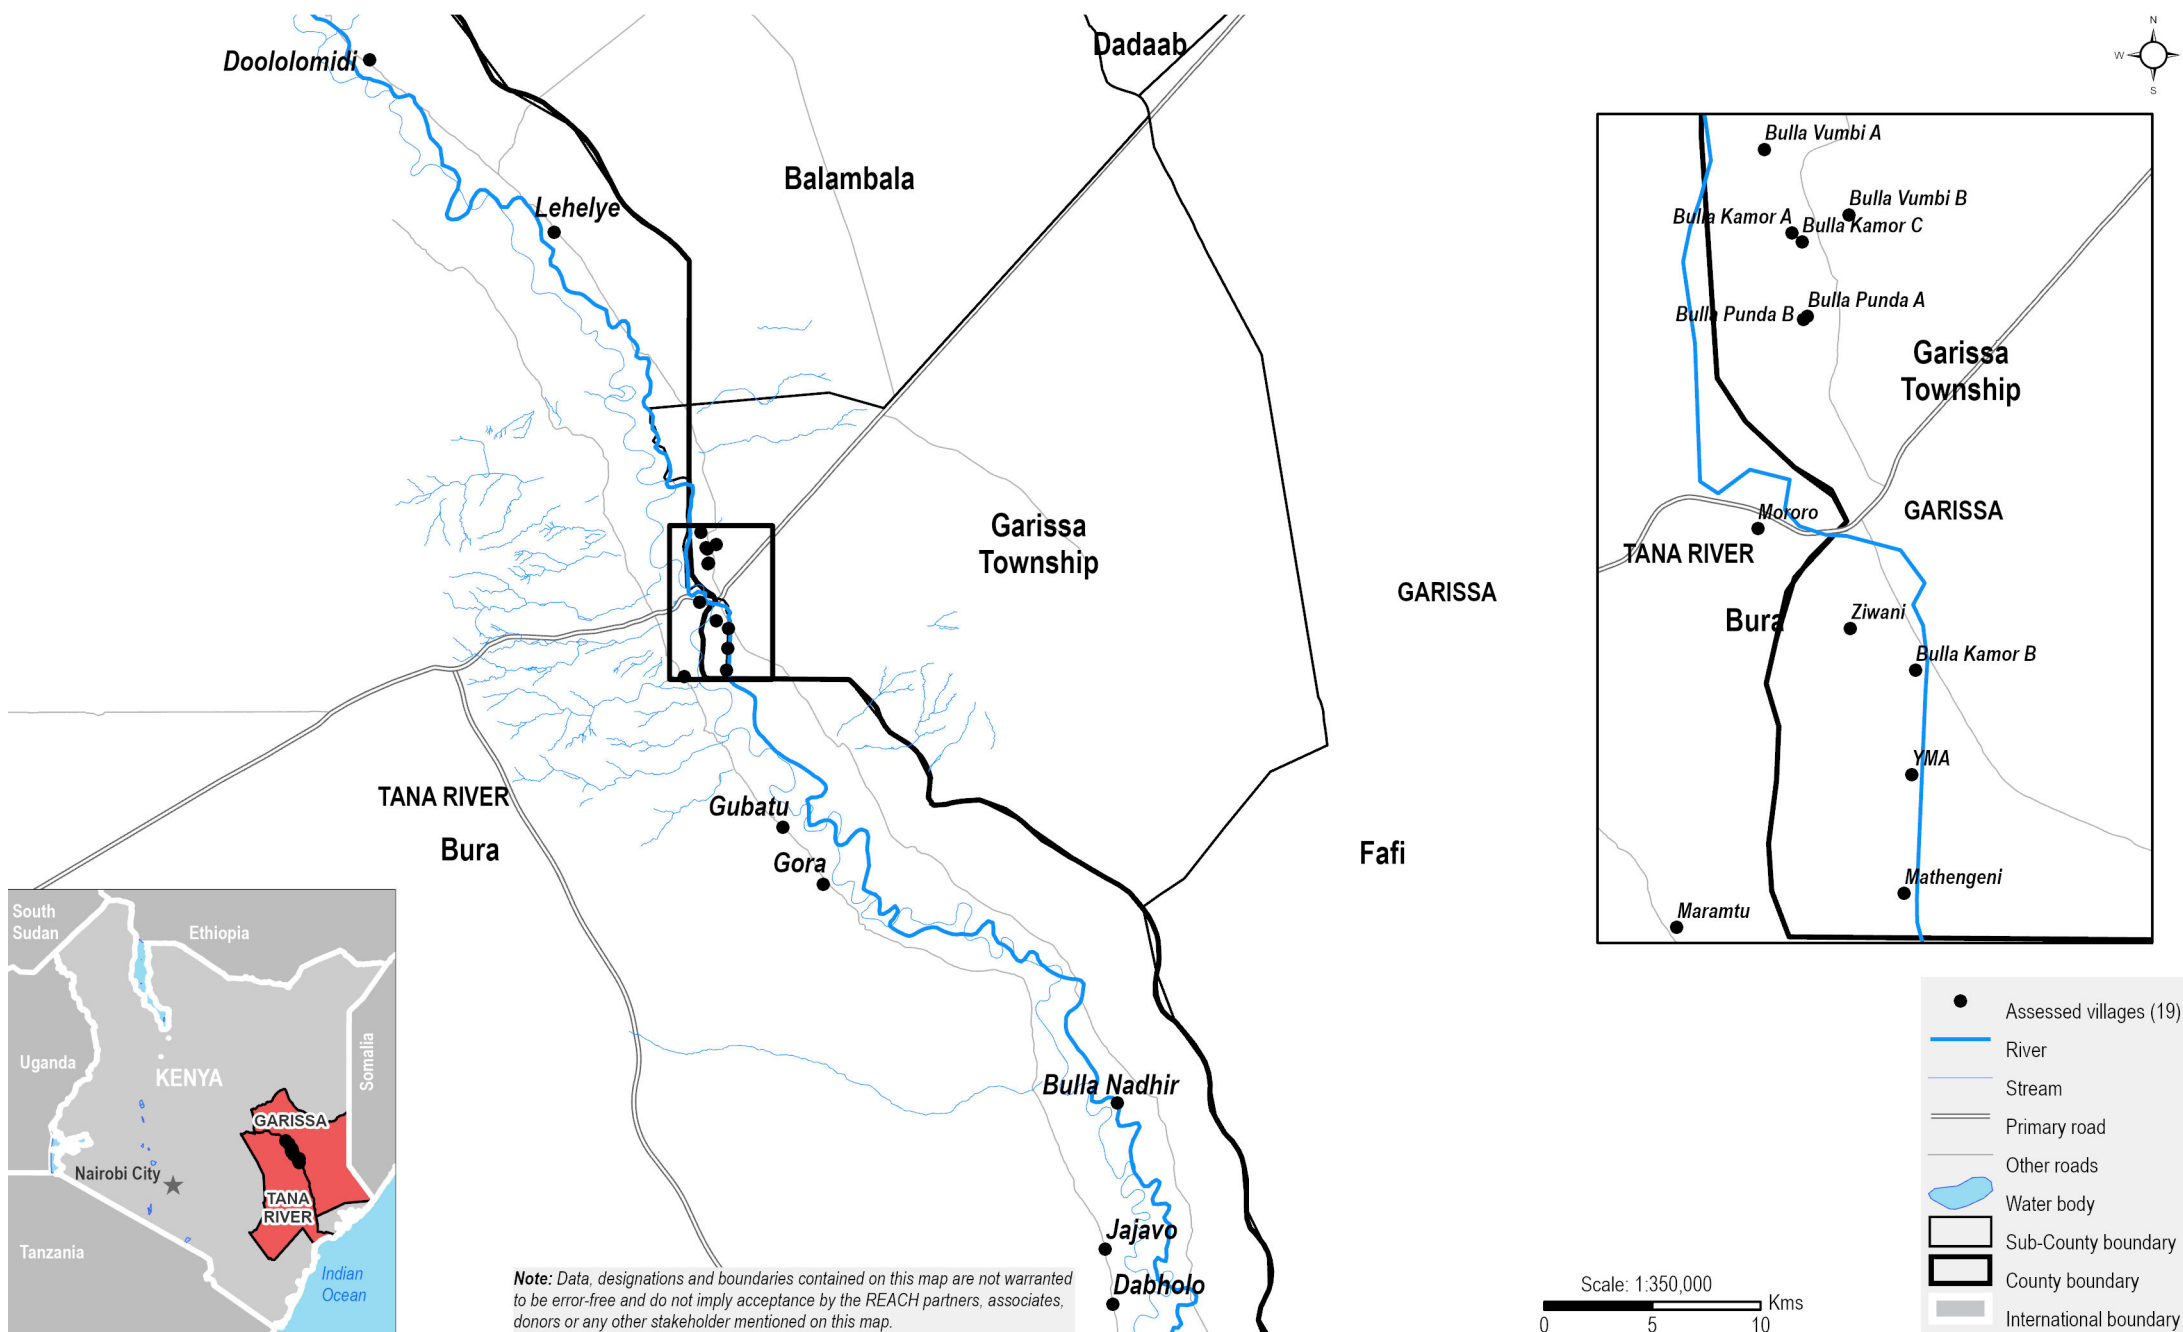 Doololomidi
Dadaab
N
W
S
Lehelye
Balambala
Bulla Vumbi A
Bulla Vumbi B
Bulla Kamor A
Bulla Kamor C
Bulla Punda A
Bulla Punda B
Garissa
Township
Mororo
GARISSA
TANA RIVER
Bura
Ziwani
Bulla Kamor B
YMA
Mathengeni
Maramtu
Garissa
Township
GARISSA
TANA RIVER
Bura
Gubatu
Gora
Fafi
Bulla Nadhir
Jajavo
Dabholo
South
Sudan
Ethiopia
Uganda
KENYA
Somalia
GARISSA
Nairobi City
TANA
RIVER
Tanzania
Indian
Ocean
Note: Data, designations and boundaries contained on this map are not warranted
to be error-free and do not imply acceptance by the REACH partners, associates,
donors or any other stakeholder mentioned on this map.
Scale: 1:350,000
Kms
0 5 10
Assessed villages (19)
River
Stream
Primary road
Other roads
Water body
Sub-County boundary
County boundary
International boundary